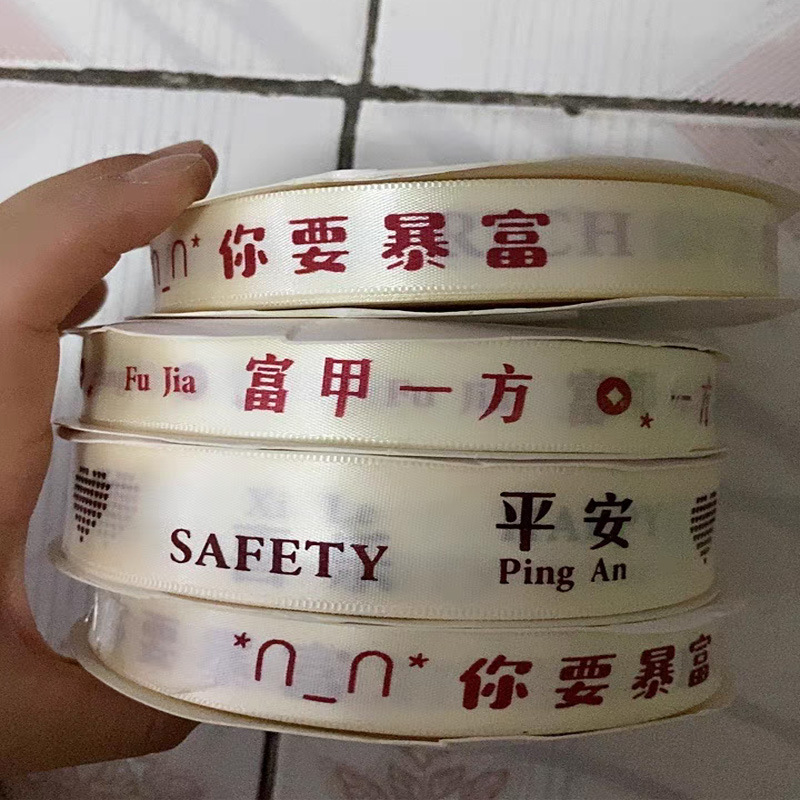 ∩_∩* 你要暴富 RICH
Fu Jia 富甲一方
SAFETY 平安
Ping An
*∩_∩* 你要暴富